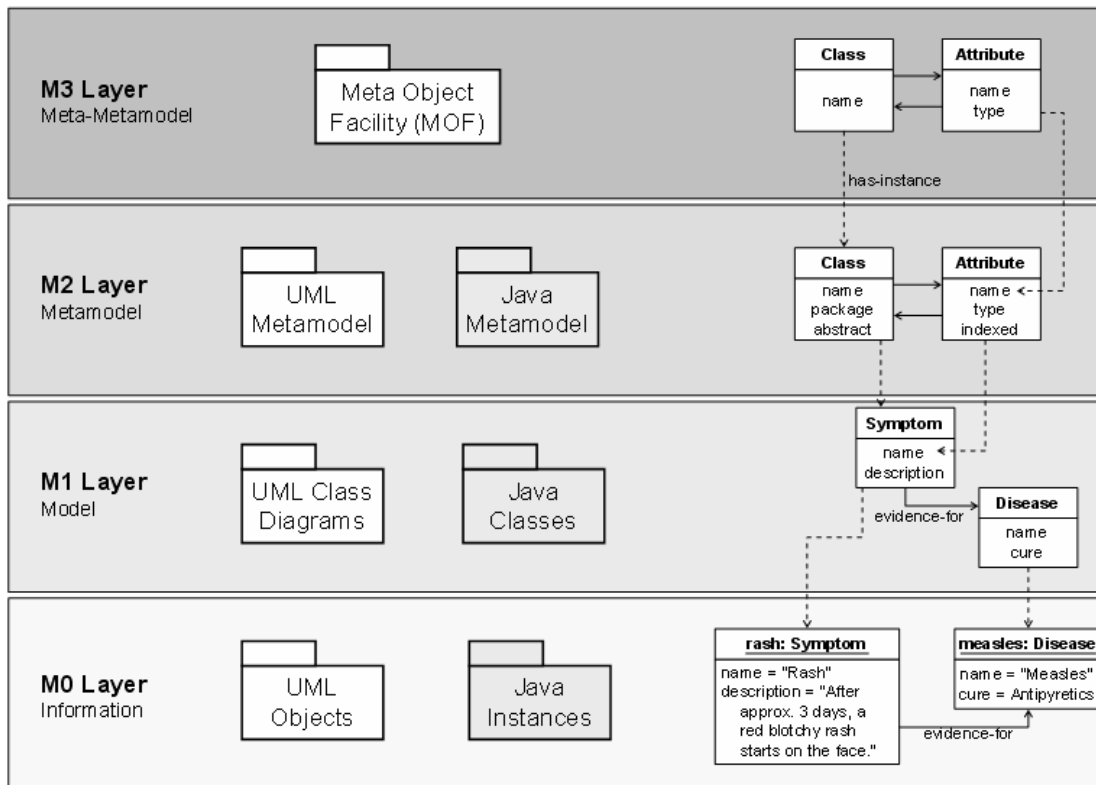 M3 Layer
Meta-Metamodel
Meta Object
Facility (MOF)
Class
name
Attribute
name
type
has-instance
M2 Layer
Metamodel
UML
Metamodel
Java
Metamodel
Class
name
package
abstract
Attribute
name
type
indexed
M1 Layer
Model
UML Class
Diagrams
Java
Classes
Symptom
name
description
evidence-for
Disease
name
cure
M0 Layer
Information
UML
Objects
Java
Instances
rash: Symptom
name = "Rash"
description = "After
approx. 3 days, a
red blotchy rash
starts on the face."
evidence-for
measles: Disease
name = "Measles"
cure = Antipyretics